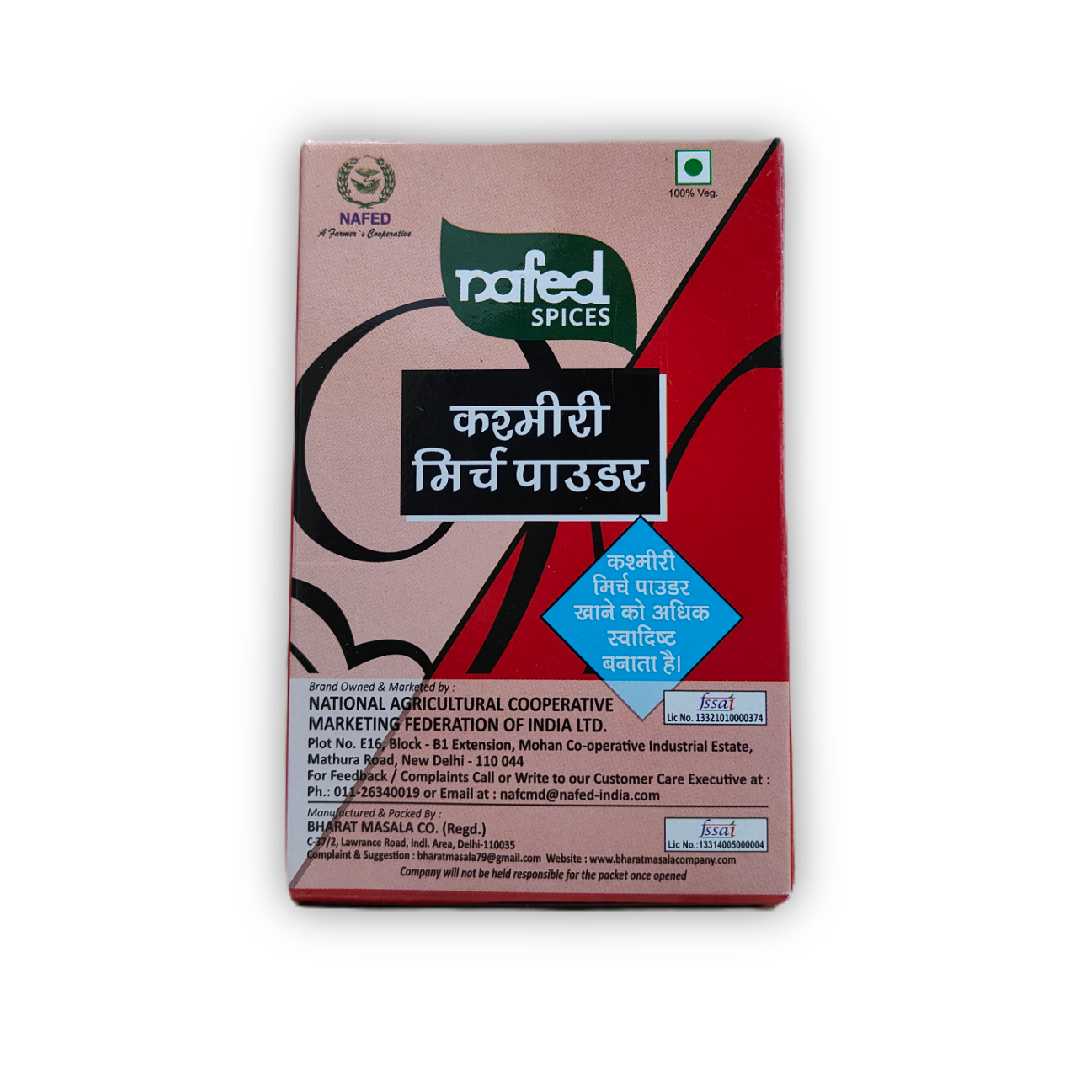 NAFED
A Farmer's Cooperative
100% Veg.
nafed
SPICES
कश्मीरी
मिर्च पाउडर
कश्मीरी
मिर्च पाउडर
खाने को अधिक
स्वादिष्ट
बनाता है।
Brand Owned & Marketed by :
NATIONAL AGRICULTURAL COOPERATIVE
MARKETING FEDERATION OF INDIA LTD.
fssai
Lic No. 13321010000374
Plot No. E16, Block - B1 Extension, Mohan Co-operative Industrial Estate,
Mathura Road, New Delhi - 110 044
For Feedback / Complaints Call or Write to our Customer Care Executive at :
Ph.: 011-26340019 or Email at : nafcmd@nafed-india.com
Manufactured & Packed By :
BHARAT MASALA CO. (Regd.)
C-37/2, Lawrance Road, Indl. Area, Delhi-110035
fssai
Lic No.:13314005000004
Complaint & Suggestion : bharatmasala79@gmail.com Website : www.bharatmasalacompany.com
Company will not be held responsible for the packet once opened